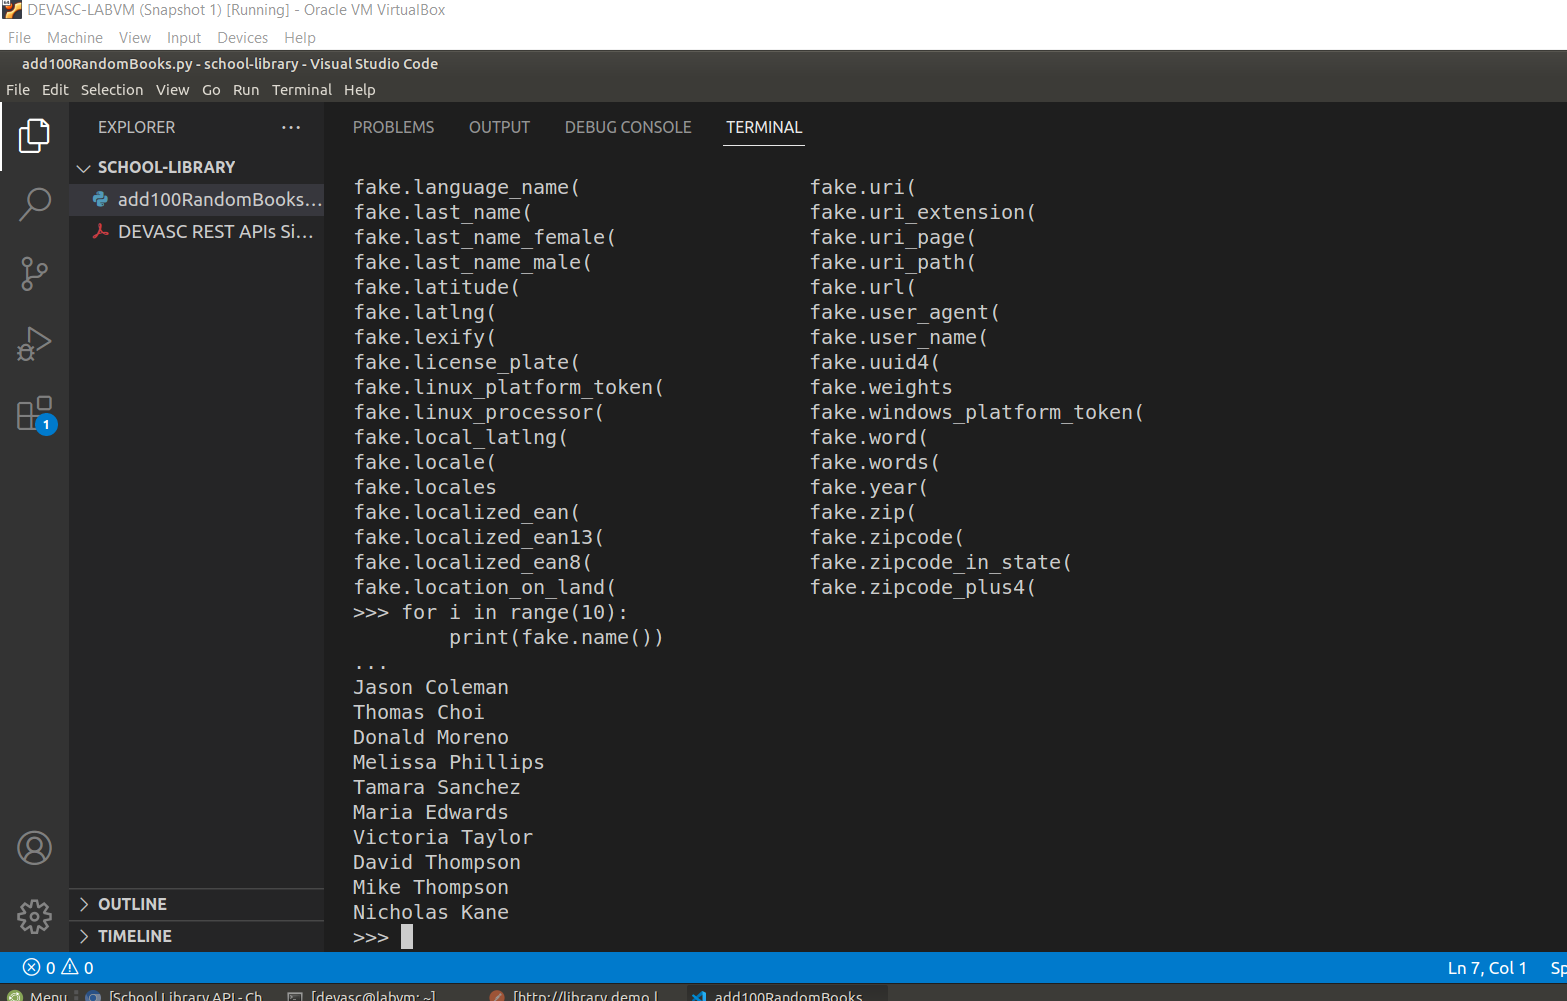 DEVASC-LABVM (Snapshot 1) [Running] - Oracle VM VirtualBox
File Machine View Input Devices Help
add100RandomBooks.py - school-library - Visual Studio Code
File Edit Selection View Go Run Terminal Help
EXPLORER ...
SCHOOL-LIBRARY
add100RandomBooks...
DEVASC REST APIs Si...
OUTLINE
TIMELINE
1
PROBLEMS OUTPUT DEBUG CONSOLE TERMINAL
fake.language_name( fake.uri(
fake.last_name( fake.uri_extension(
fake.last_name_female( fake.uri_page(
fake.last_name_male( fake.uri_path(
fake.latitude( fake.url(
fake.latlng( fake.user_agent(
fake.lexify( fake.user_name(
fake.license_plate( fake.uuid4(
fake.linux_platform_token( fake.weights
fake.linux_processor( fake.windows_platform_token(
fake.local_latlng( fake.word(
fake.locale( fake.words(
fake.locales fake.year(
fake.localized_ean( fake.zip(
fake.localized_ean13( fake.zipcode(
fake.localized_ean8( fake.zipcode_in_state(
fake.location_on_land( fake.zipcode_plus4(
>>> for i in range(10):
        print(fake.name())
...
Jason Coleman
Thomas Choi
Donald Moreno
Melissa Phillips
Tamara Sanchez
Maria Edwards
Victoria Taylor
David Thompson
Mike Thompson
Nicholas Kane
>>>
0 0 Ln 7, Col 1 Sp
Menu [School Library API - Ch [devasc@labvm: ~] [http://library.demo.l add100RandomBooks